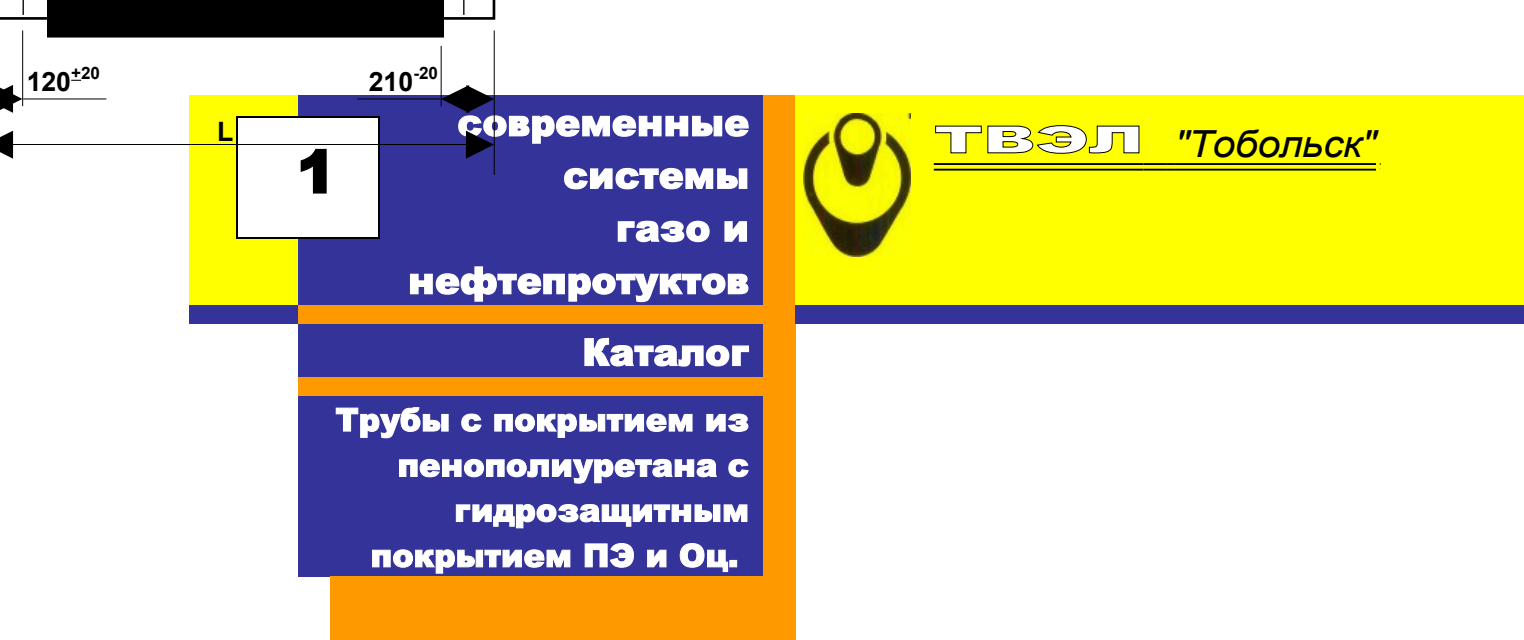 120±20
210-20
L
1
современные
системы
газо и
нефтепротуктов
ТВЭЛ "Тобольск"
Каталог
Трубы с покрытием из
пенополиуретана с
гидрозащитным
покрытием ПЭ и Оц.